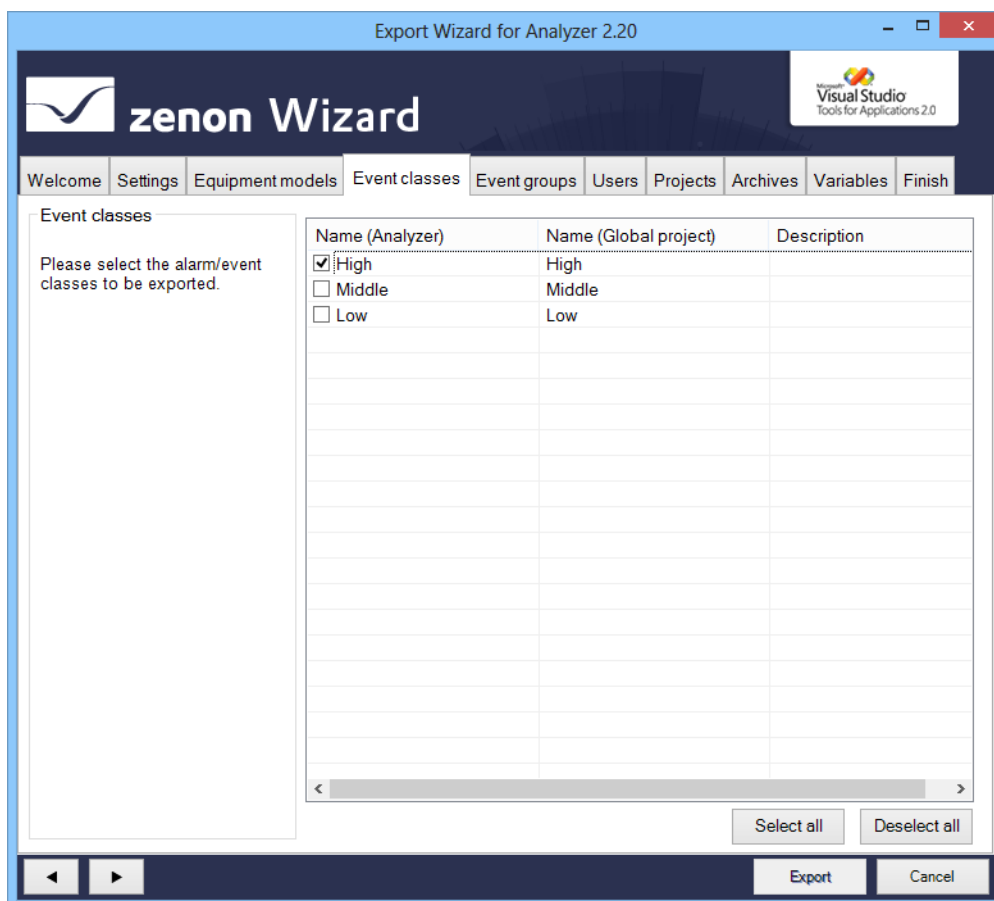 Export Wizard for Analyzer 2.20
zenon Wizard
Microsoft
Visual Studio
Tools for Applications 2.0
Welcome Settings Equipment models Event classes Event groups Users Projects Archives Variables Finish
Event classes
Please select the alarm/event
classes to be exported.
Name (Analyzer) Name (Global project) Description
High High
Middle Middle
Low Low
Select all Deselect all
Export Cancel